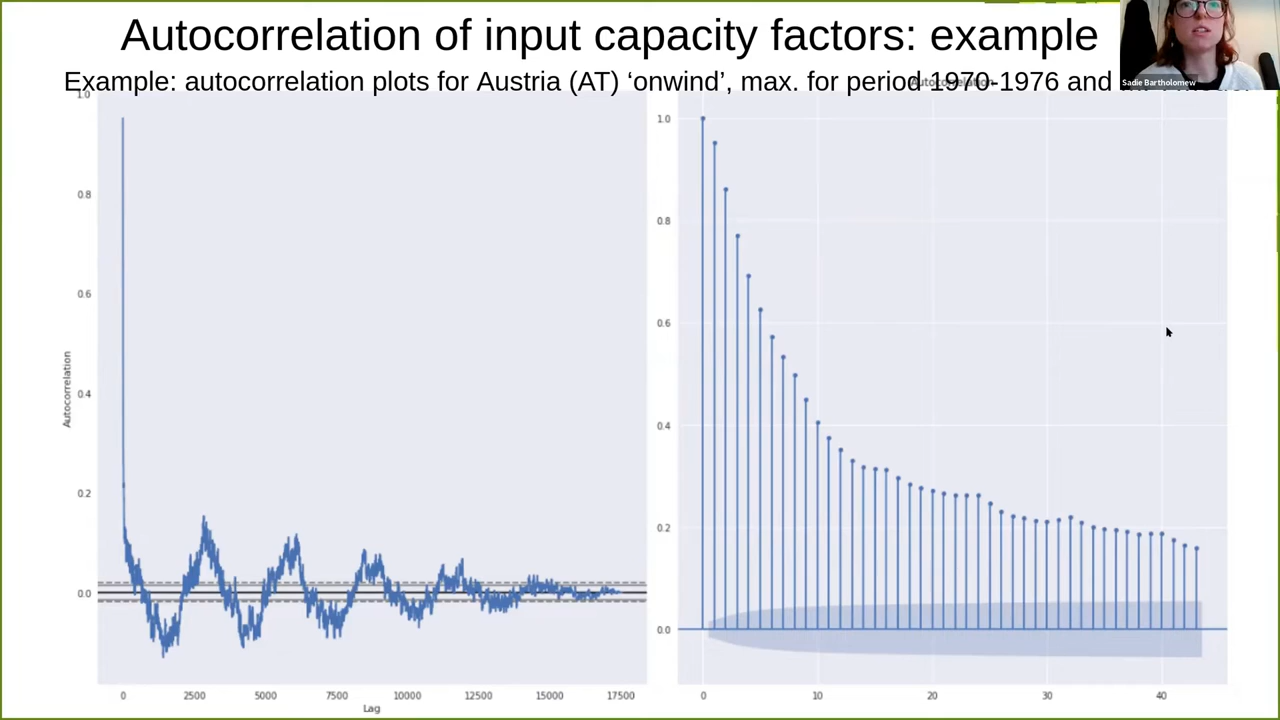 Autocorrelation of input capacity factors: example
Example: autocorrelation plots for Austria (AT) ‘onwind’, max. for period 1970-1976 and
Sadie Bartholomew
Autocorrelation
1.0
0.8
0.6
0.4
0.2
0.0
Autocorrelation
0 2500 5000 7500 10000 12500 15000 17500
Lag
1.0
0.8
0.6
0.4
0.2
0.0
0 10 20 30 40